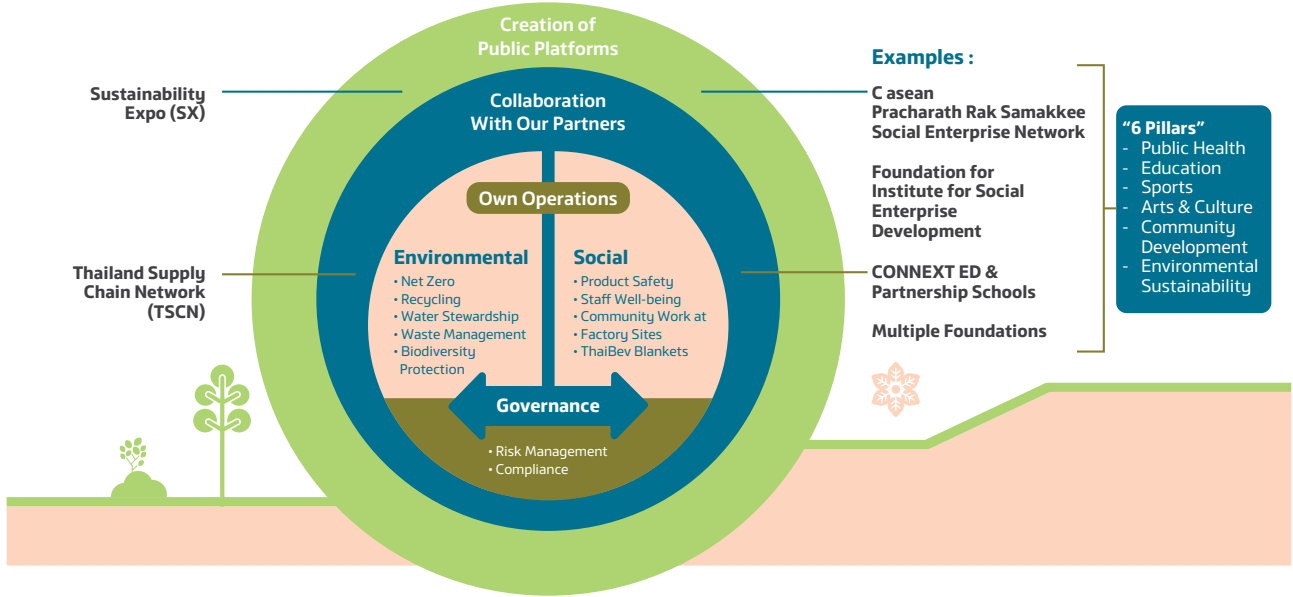 Creation of
Public Platforms
Collaboration
With Our Partners
Own Operations
Sustainability
Expo (SX)
Thailand Supply
Chain Network
(TSCN)
Environmental
• Net Zero
• Recycling
• Water Stewardship
• Waste Management
• Biodiversity
Protection
Social
• Product Safety
• Staff Well-being
• Community Work at
• Factory Sites
• ThaiBev Blankets
Governance
• Risk Management
• Compliance
Examples :
C asean
Pracharath Rak Samakkee
Social Enterprise Network
Foundation for
Institute for Social
Enterprise
Development
CONNEXT ED &
Partnership Schools
Multiple Foundations
“6 Pillars”
- Public Health
- Education
- Sports
- Arts & Culture
- Community
Development
- Environmental
Sustainability